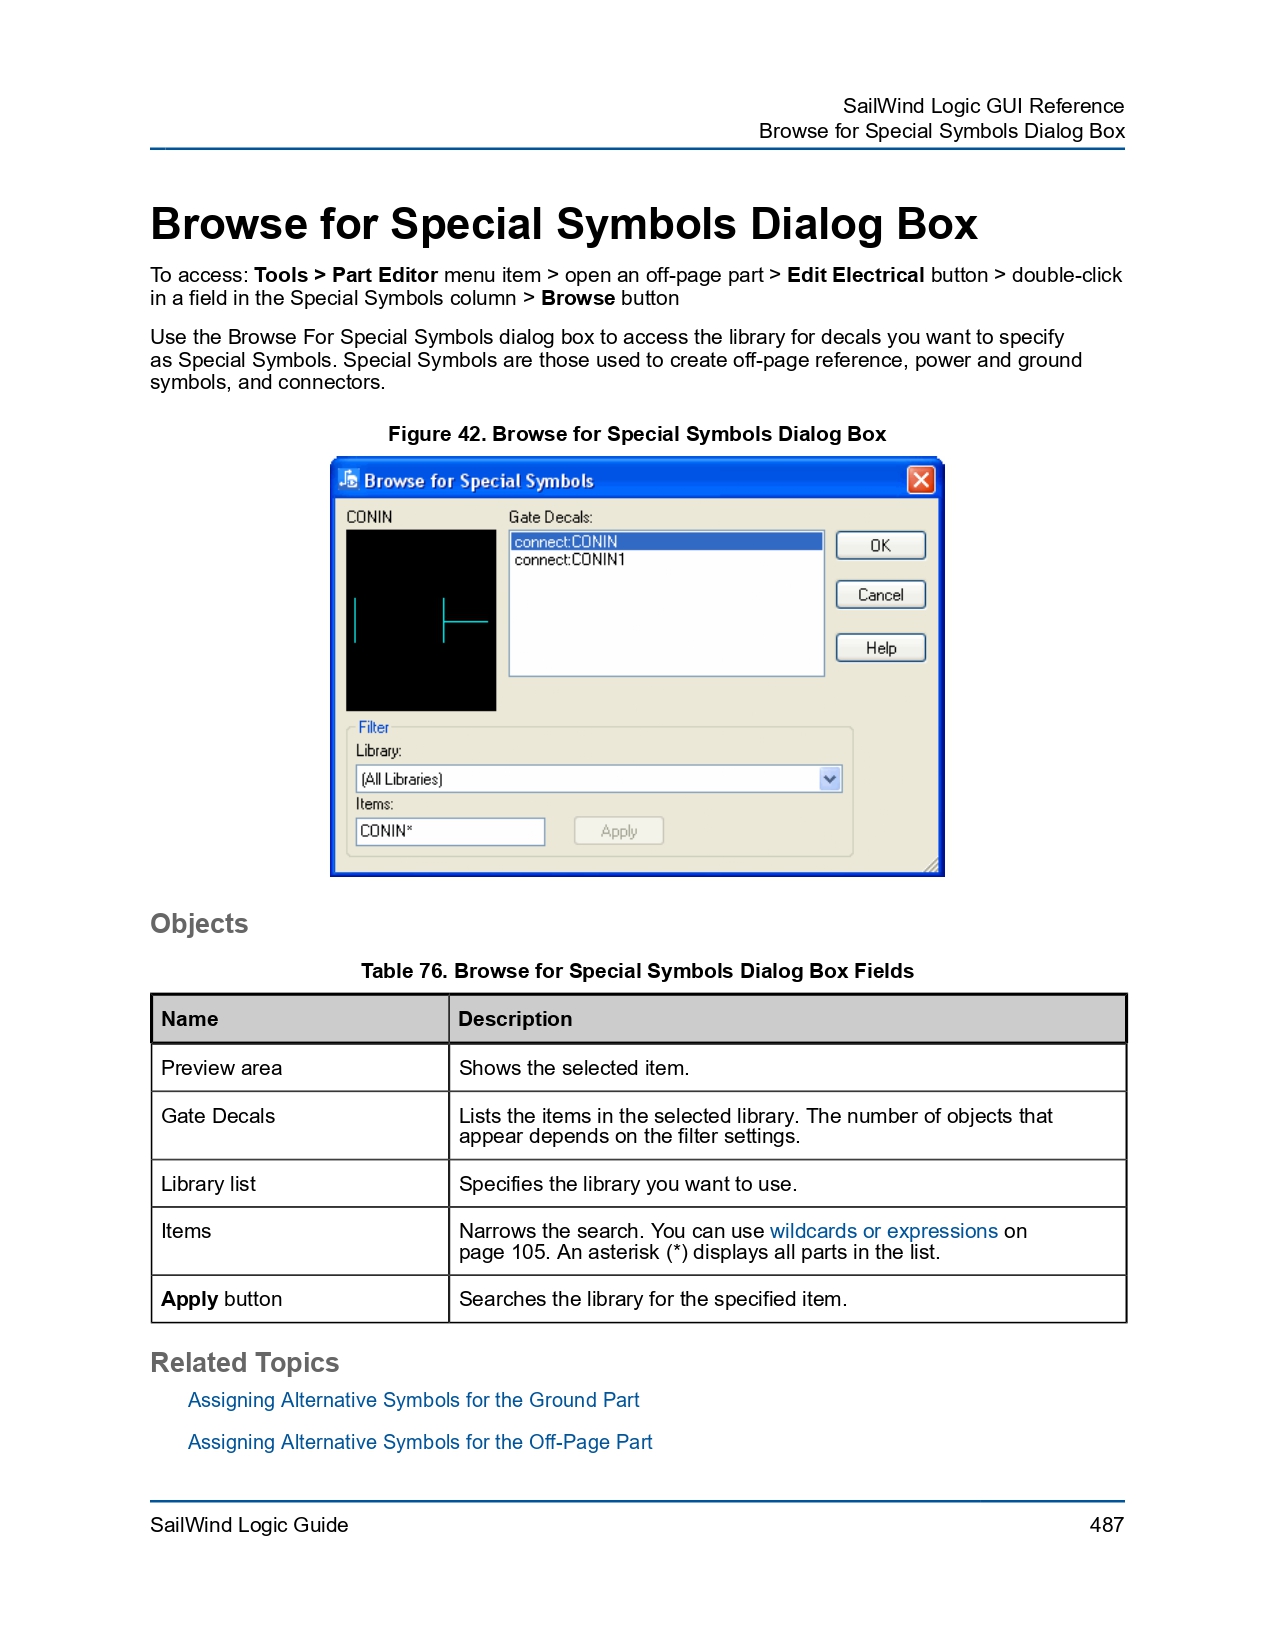 SailWind Logic GUI Reference
Browse for Special Symbols Dialog Box
Browse for Special Symbols Dialog Box
To access: Tools > Part Editor menu item > open an off-page part > Edit Electrical button > double-click
in a field in the Special Symbols column > Browse button
Use the Browse For Special Symbols dialog box to access the library for decals you want to specify
as Special Symbols. Special Symbols are those used to create off-page reference, power and ground
symbols, and connectors.
Figure 42. Browse for Special Symbols Dialog Box
Browse for Special Symbols
CONIN
Gate Decals:
connect:CONIN
connect:CONIN1
OK
Cancel
Help
Filter
Library:
(All Libraries)
Items:
CONIN*
Apply
Objects
Table 76. Browse for Special Symbols Dialog Box Fields
Name
Description
Preview area
Shows the selected item.
Gate Decals
Lists the items in the selected library. The number of objects that
appear depends on the filter settings.
Library list
Specifies the library you want to use.
Items
Narrows the search. You can use wildcards or expressions on
page 105. An asterisk (*) displays all parts in the list.
Apply button
Searches the library for the specified item.
Related Topics
Assigning Alternative Symbols for the Ground Part
Assigning Alternative Symbols for the Off-Page Part
SailWind Logic Guide
487